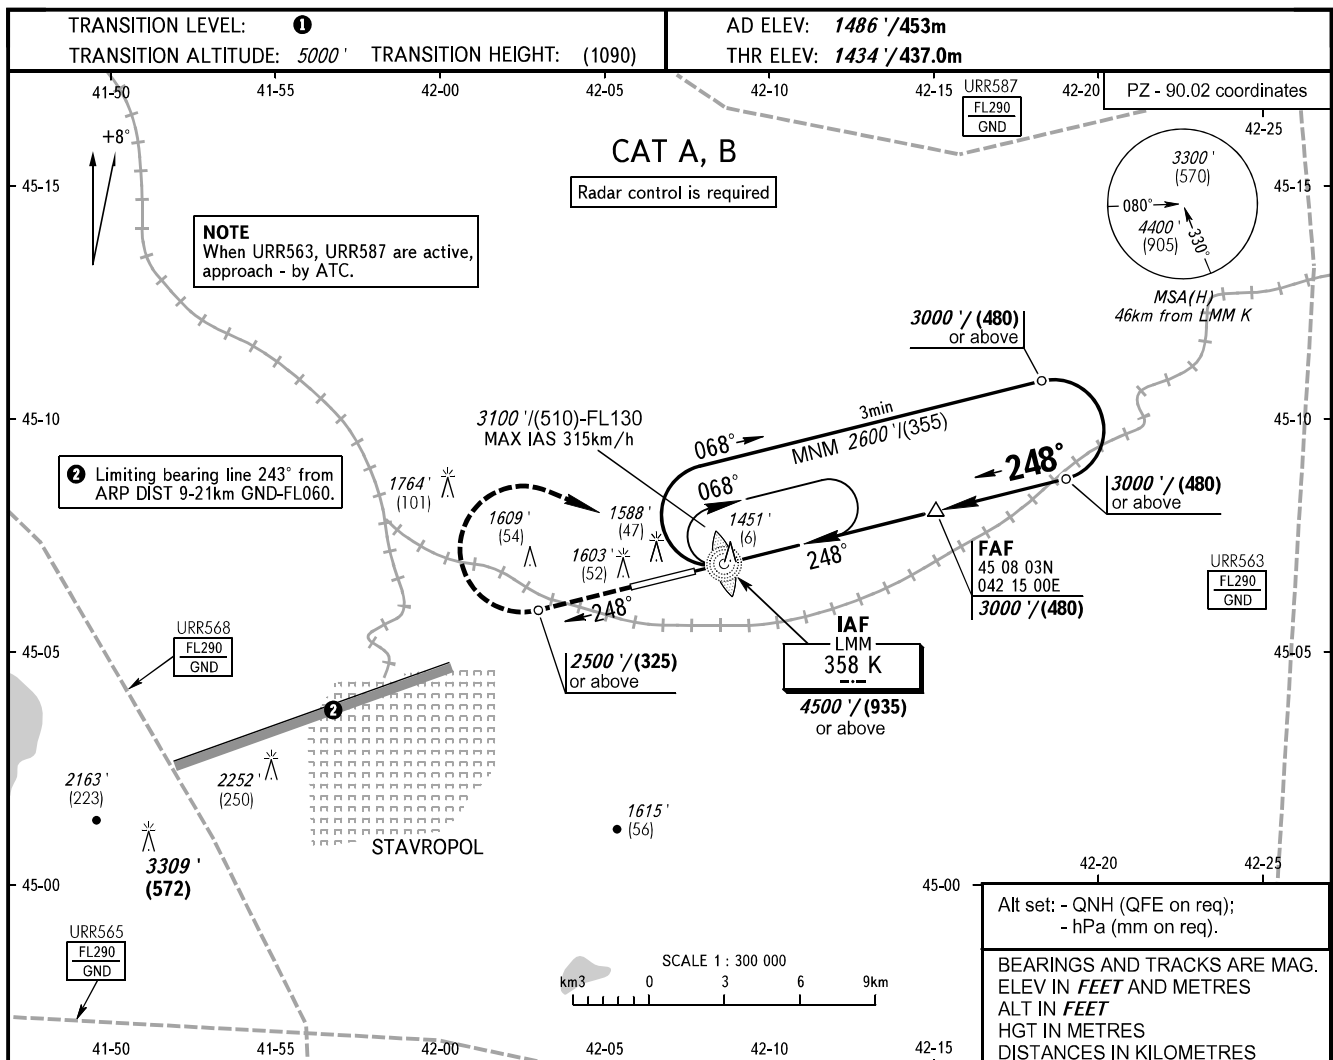 TRANSITION LEVEL: 1
TRANSITION ALTITUDE: 5000 ' TRANSITION HEIGHT: (1090)
AD ELEV: 1486 '/453m
THR ELEV: 1434 '/437.0m
41-50
41-55
42-00
42-05
42-10
42-15
42-20
PZ - 90.02 coordinates
42-25
URR587
FL290
GND
+8°
CAT A, B
Radar control is required
45-15
45-15
3300 '
(570)
080°
4400 '
(905)
330°
MSA(H)
46km from LMM K
NOTE
When URR563, URR587 are active,
approach - by ATC.
3000 '/(480)
or above
45-10
45-10
3100 '/(510)-FL130
MAX IAS 315km/h
3min
MNM 2600 '/(355)
068°
068°
248°
3000 '/(480)
or above
2 Limiting bearing line 243° from
ARP DIST 9-21km GND-FL060.
1764 '
(101)
1609 '
(54)
1588 '
(47)
1603 '
(52)
1451 '
(6)
248°
248°
FAF
45 08 03N
042 15 00E
3000 '/(480)
URR563
FL290
GND
URR568
FL290
GND
45-05
45-05
IAF
LMM
358 K
4500 '/(935)
or above
2500 '/(325)
or above
2
2163 '
(223)
2252 '
(250)
1615 '
(56)
STAVROPOL
3309 '
(572)
42-20
42-25
45-00
45-00
URR565
FL290
GND
SCALE 1 : 300 000
km3 0 3 6 9km
Alt set: - QNH (QFE on req);
- hPa (mm on req).
BEARINGS AND TRACKS ARE MAG.
ELEV IN FEET AND METRES
ALT IN FEET
HGT IN METRES
DISTANCES IN KILOMETRES
41-50
41-55
42-00
42-05
42-10
42-15